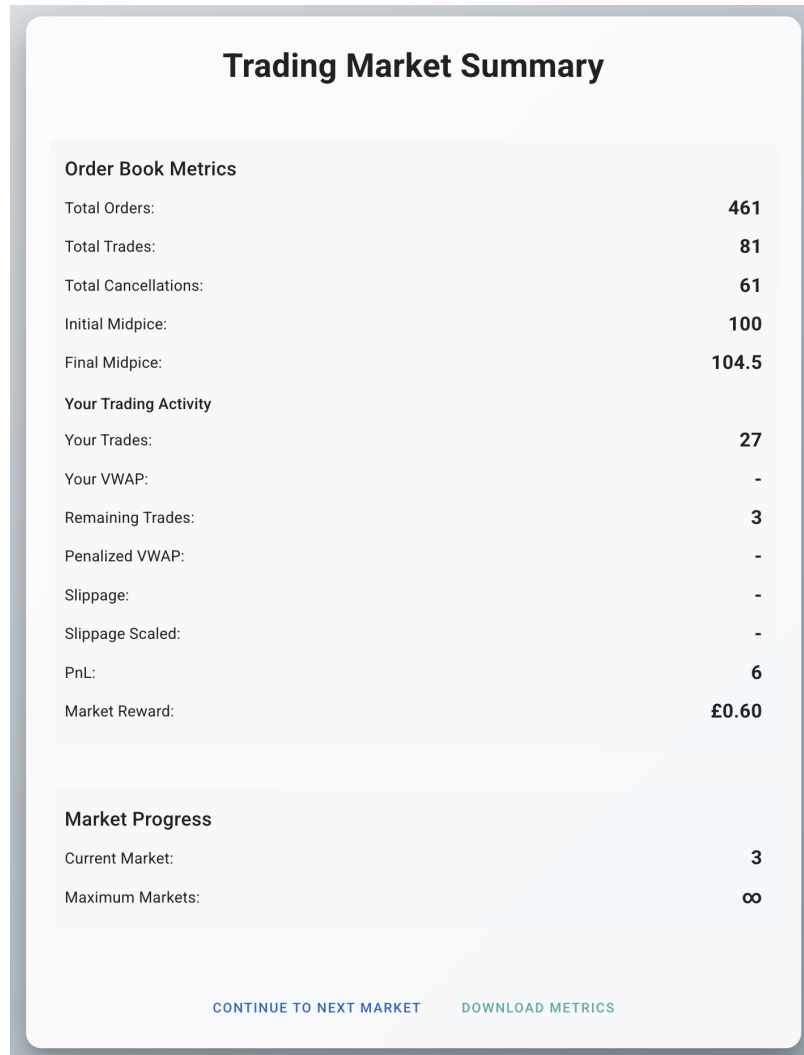 Trading Market Summary
Order Book Metrics
Total Orders: 461
Total Trades: 81
Total Cancellations: 61
Initial Midpice: 100
Final Midpice: 104.5
Your Trading Activity
Your Trades: 27
Your VWAP: -
Remaining Trades: 3
Penalized VWAP: -
Slippage: -
Slippage Scaled: -
PnL: 6
Market Reward: £0.60
Market Progress
Current Market: 3
Maximum Markets: ∞
CONTINUE TO NEXT MARKET DOWNLOAD METRICS